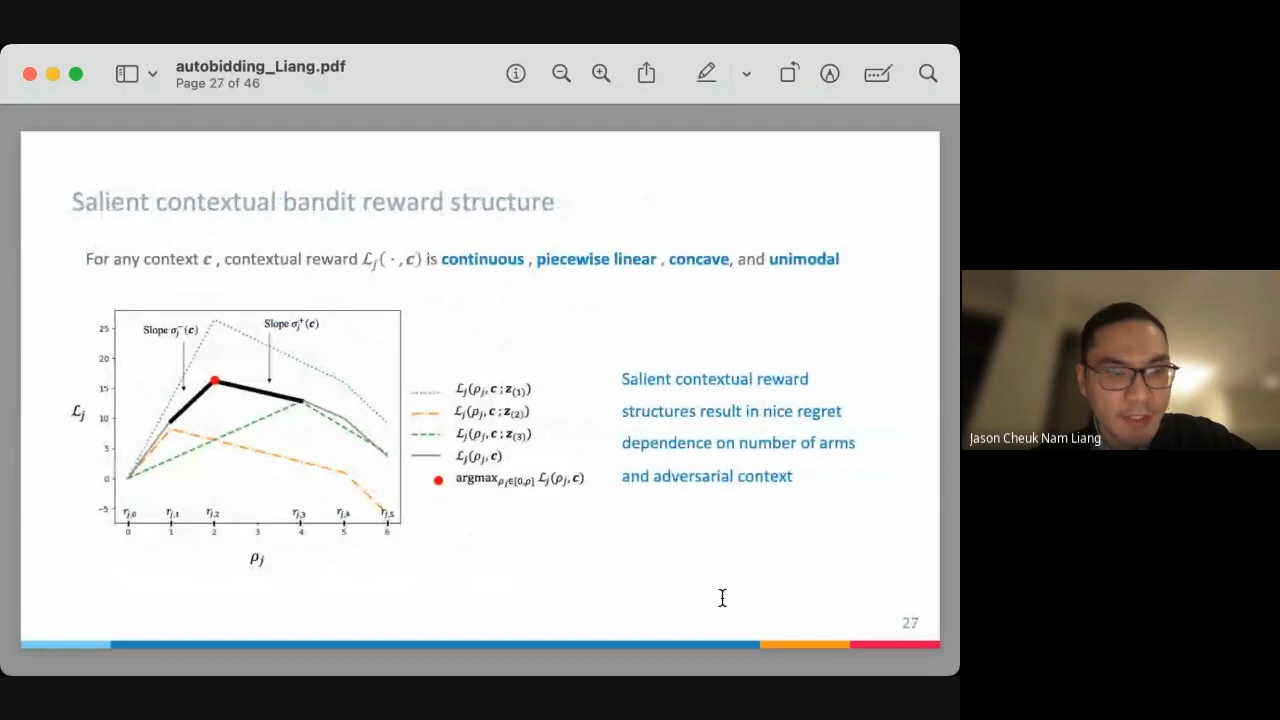 autobidding_Liang.pdf
Page 27 of 46
Salient contextual bandit reward structure
For any context c , contextual reward ℒj( · , c) is continuous , piecewise linear , concave, and unimodal
Slope σj⁻(c)
Slope σj⁺(c)
25
20
15
10
5
0
−5
ℒj
rj,0 rj,1 rj,2 rj,3 rj,4 rj,5
0 1 2 3 4 5 6
ρj
ℒj(ρj, c ; z(1))
ℒj(ρj, c ; z(2))
ℒj(ρj, c ; z(3))
ℒj(ρj, c)
argmaxρj∈[0,ρ] ℒj(ρj, c)
Salient contextual reward
structures result in nice regret
dependence on number of arms
and adversarial context
27
Jason Cheuk Nam Liang